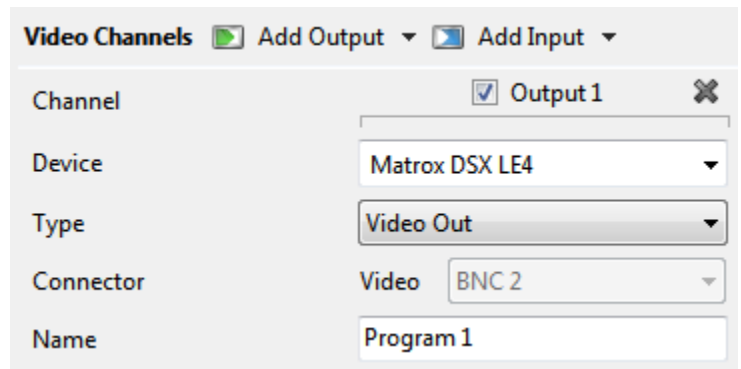 Video Channels Add Output Add Input
Channel Output 1
Device Matrox DSX LE4
Type Video Out
Connector Video BNC 2
Name Program 1